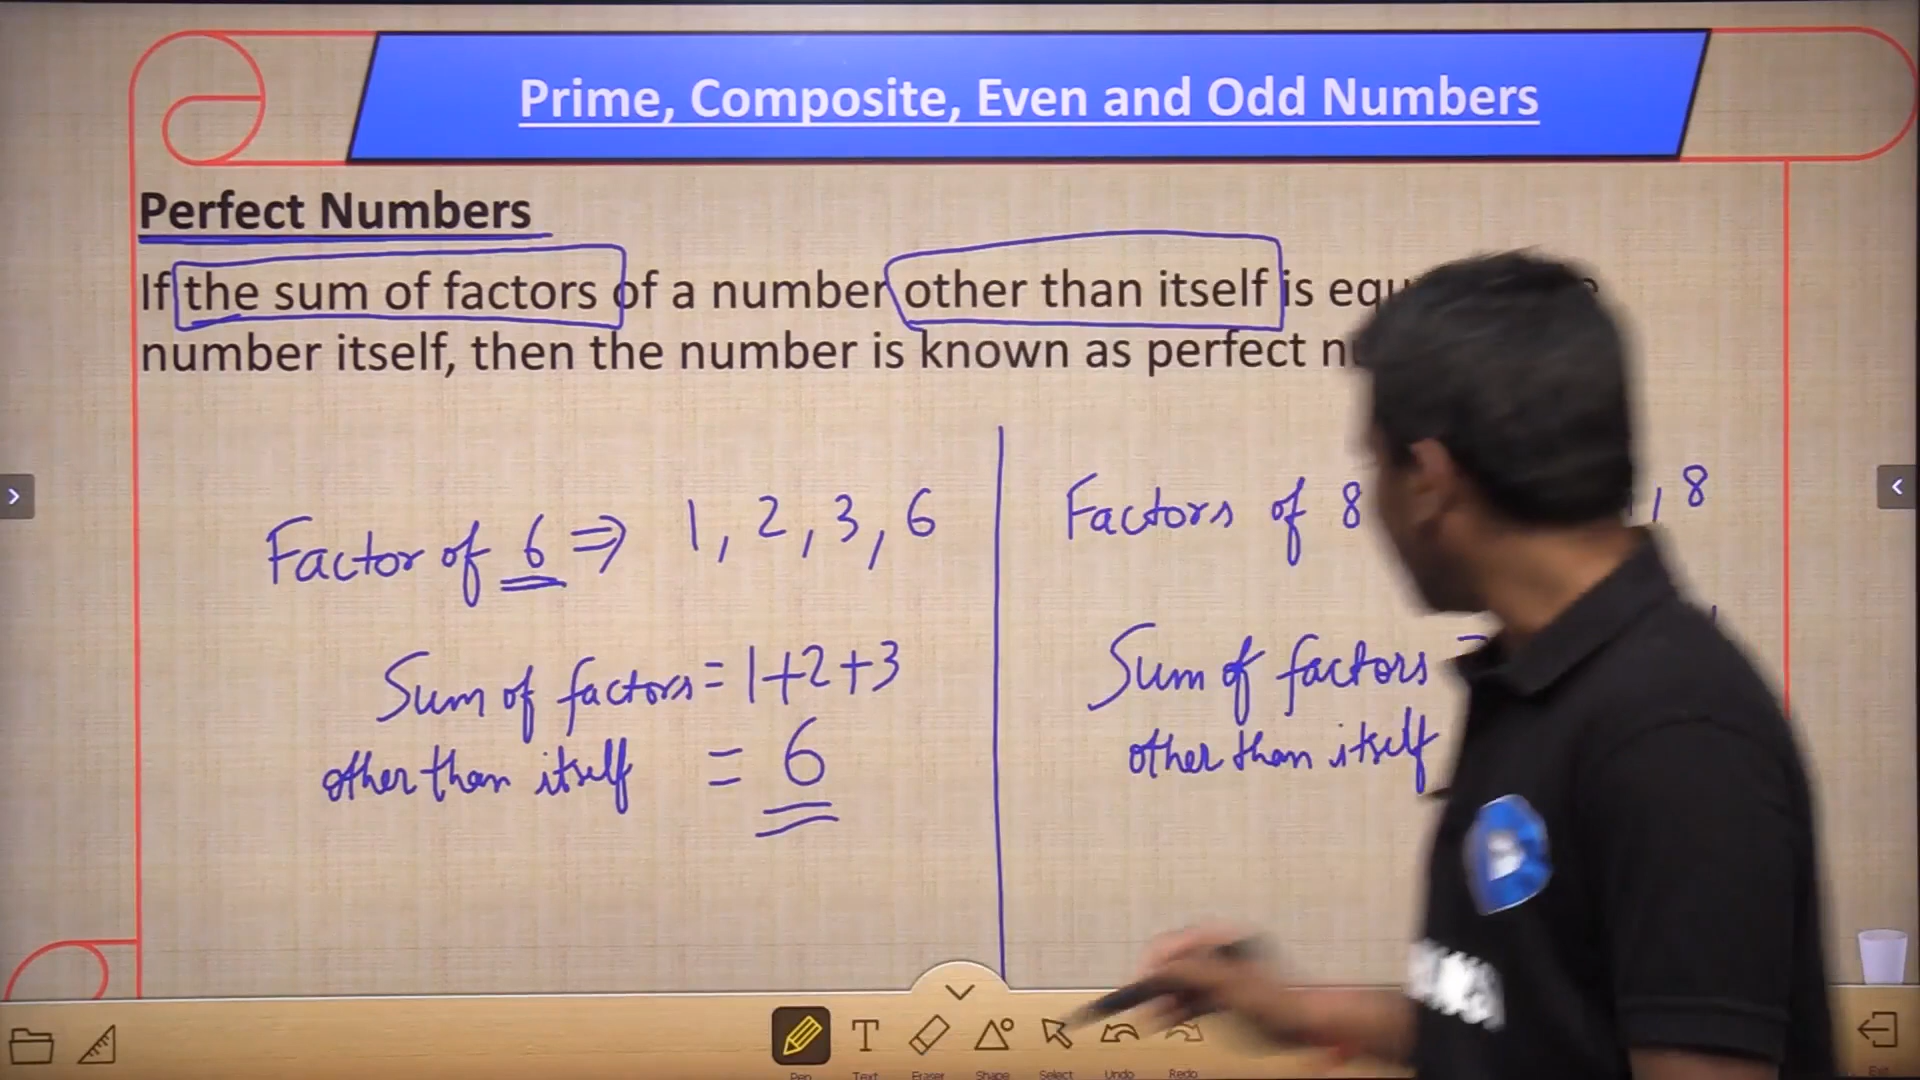 Prime, Composite, Even and Odd Numbers
Perfect Numbers
If the sum of factors of a number other than itself is
number itself, then the number is known as perfect
Factor of 6 ⇒ 1, 2, 3, 6
Sum of factors = 1+2+3
other than itself = 6
Factors of 8 , 8
Sum of factors
other than itself
Pen Text Eraser Shape Select Undo Redo